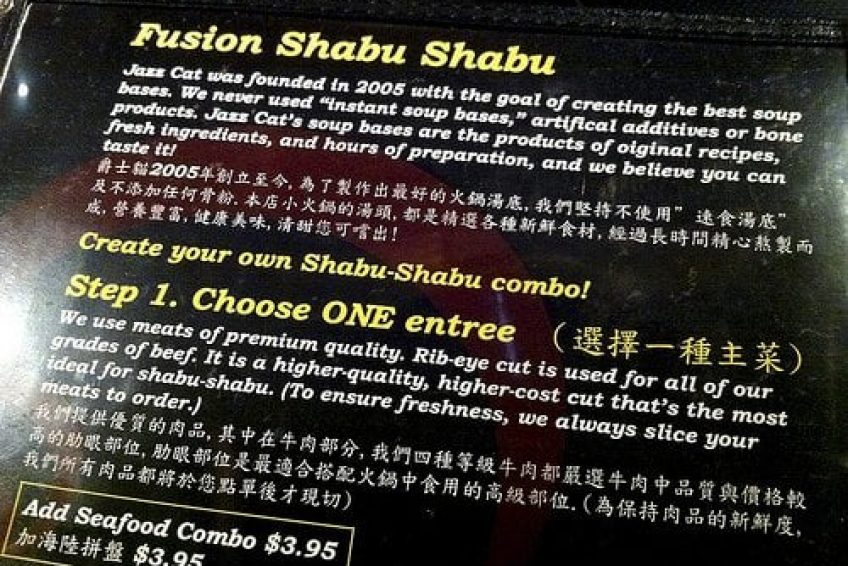 Fusion Shabu Shabu
Jazz Cat was founded in 2005 with the goal of creating the best soup
bases. We never used "instant soup bases," artifical additives or bone
products. Jazz Cat's soup bases are the products of oiginal recipes,
fresh ingredients, and hours of preparation, and we believe you can
taste it!
爵士貓2005年創立至今, 為了製作出最好的火鍋湯底, 我們堅持不使用” 速食湯底”
及不添加任何骨粉. 本店小火鍋的湯頭, 都是精選各種新鮮食材, 經過長時間精心熬製而
成, 營養豐富, 健康美味, 清甜您可嚐出!
Create your own Shabu-Shabu combo!
Step 1. Choose ONE entree (選擇一種主菜)
We use meats of premium quality. Rib-eye cut is used for all of our
grades of beef. It is a higher-quality, higher-cost cut that's the most
ideal for shabu-shabu. (To ensure freshness, we always slice your
meats to order.)
我們提供優質的肉品, 其中在牛肉部分, 我們四種等級牛肉都嚴選牛肉中品質與價格較
高的肋眼部位, 肋眼部位是最適合搭配火鍋中食用的高級部位. (為保持肉品的新鮮度,
我們所有肉品都將於您點單後才現切)
Add Seafood Combo $3.95
加海陸拼盤 $3.95